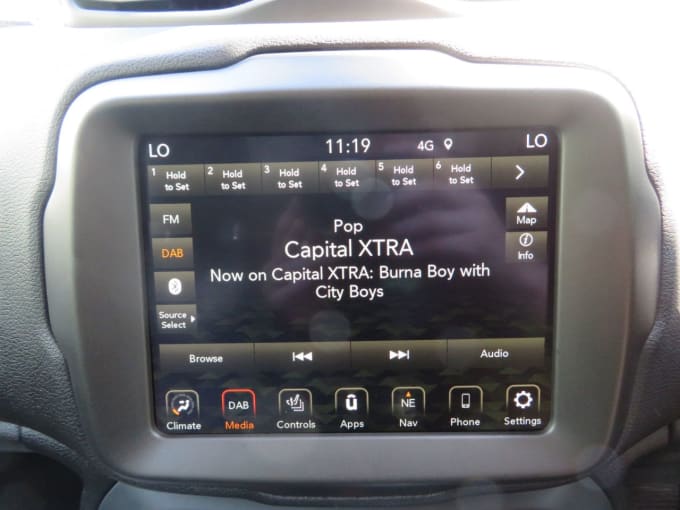 LO 11:19 4G LO
1 Hold to Set 2 Hold to Set 3 Hold to Set 4 Hold to Set 5 Hold to Set 6 Hold to Set
FM
DAB
Source
Select
Pop
Capital XTRA
Now on Capital XTRA: Burna Boy with
City Boys
Map
Info
Browse Audio
Climate
DAB
Media
Controls
Apps
NE
Nav
Phone
Settings